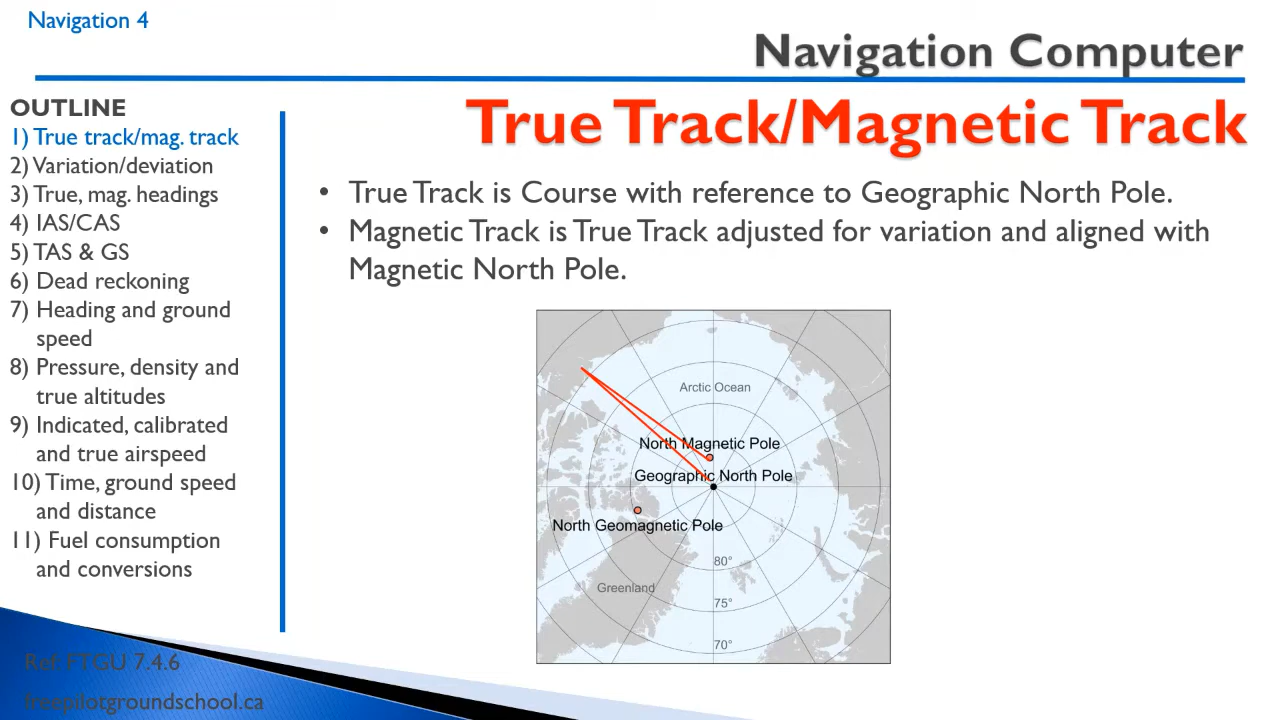 Navigation 4
Navigation Computer
OUTLINE
1) True track/mag. track
2) Variation/deviation
3) True, mag. headings
4) IAS/CAS
5) TAS & GS
6) Dead reckoning
7) Heading and ground
speed
8) Pressure, density and
true altitudes
9) Indicated, calibrated
and true airspeed
10) Time, ground speed
and distance
11) Fuel consumption
and conversions
Ref: FTGU 7.4.6
freepilotgroundschool.ca
True Track/Magnetic Track
• True Track is Course with reference to Geographic North Pole.
• Magnetic Track is True Track adjusted for variation and aligned with
Magnetic North Pole.
Arctic Ocean
North Magnetic Pole
Geographic North Pole
North Geomagnetic Pole
80°
Greenland
75°
70°